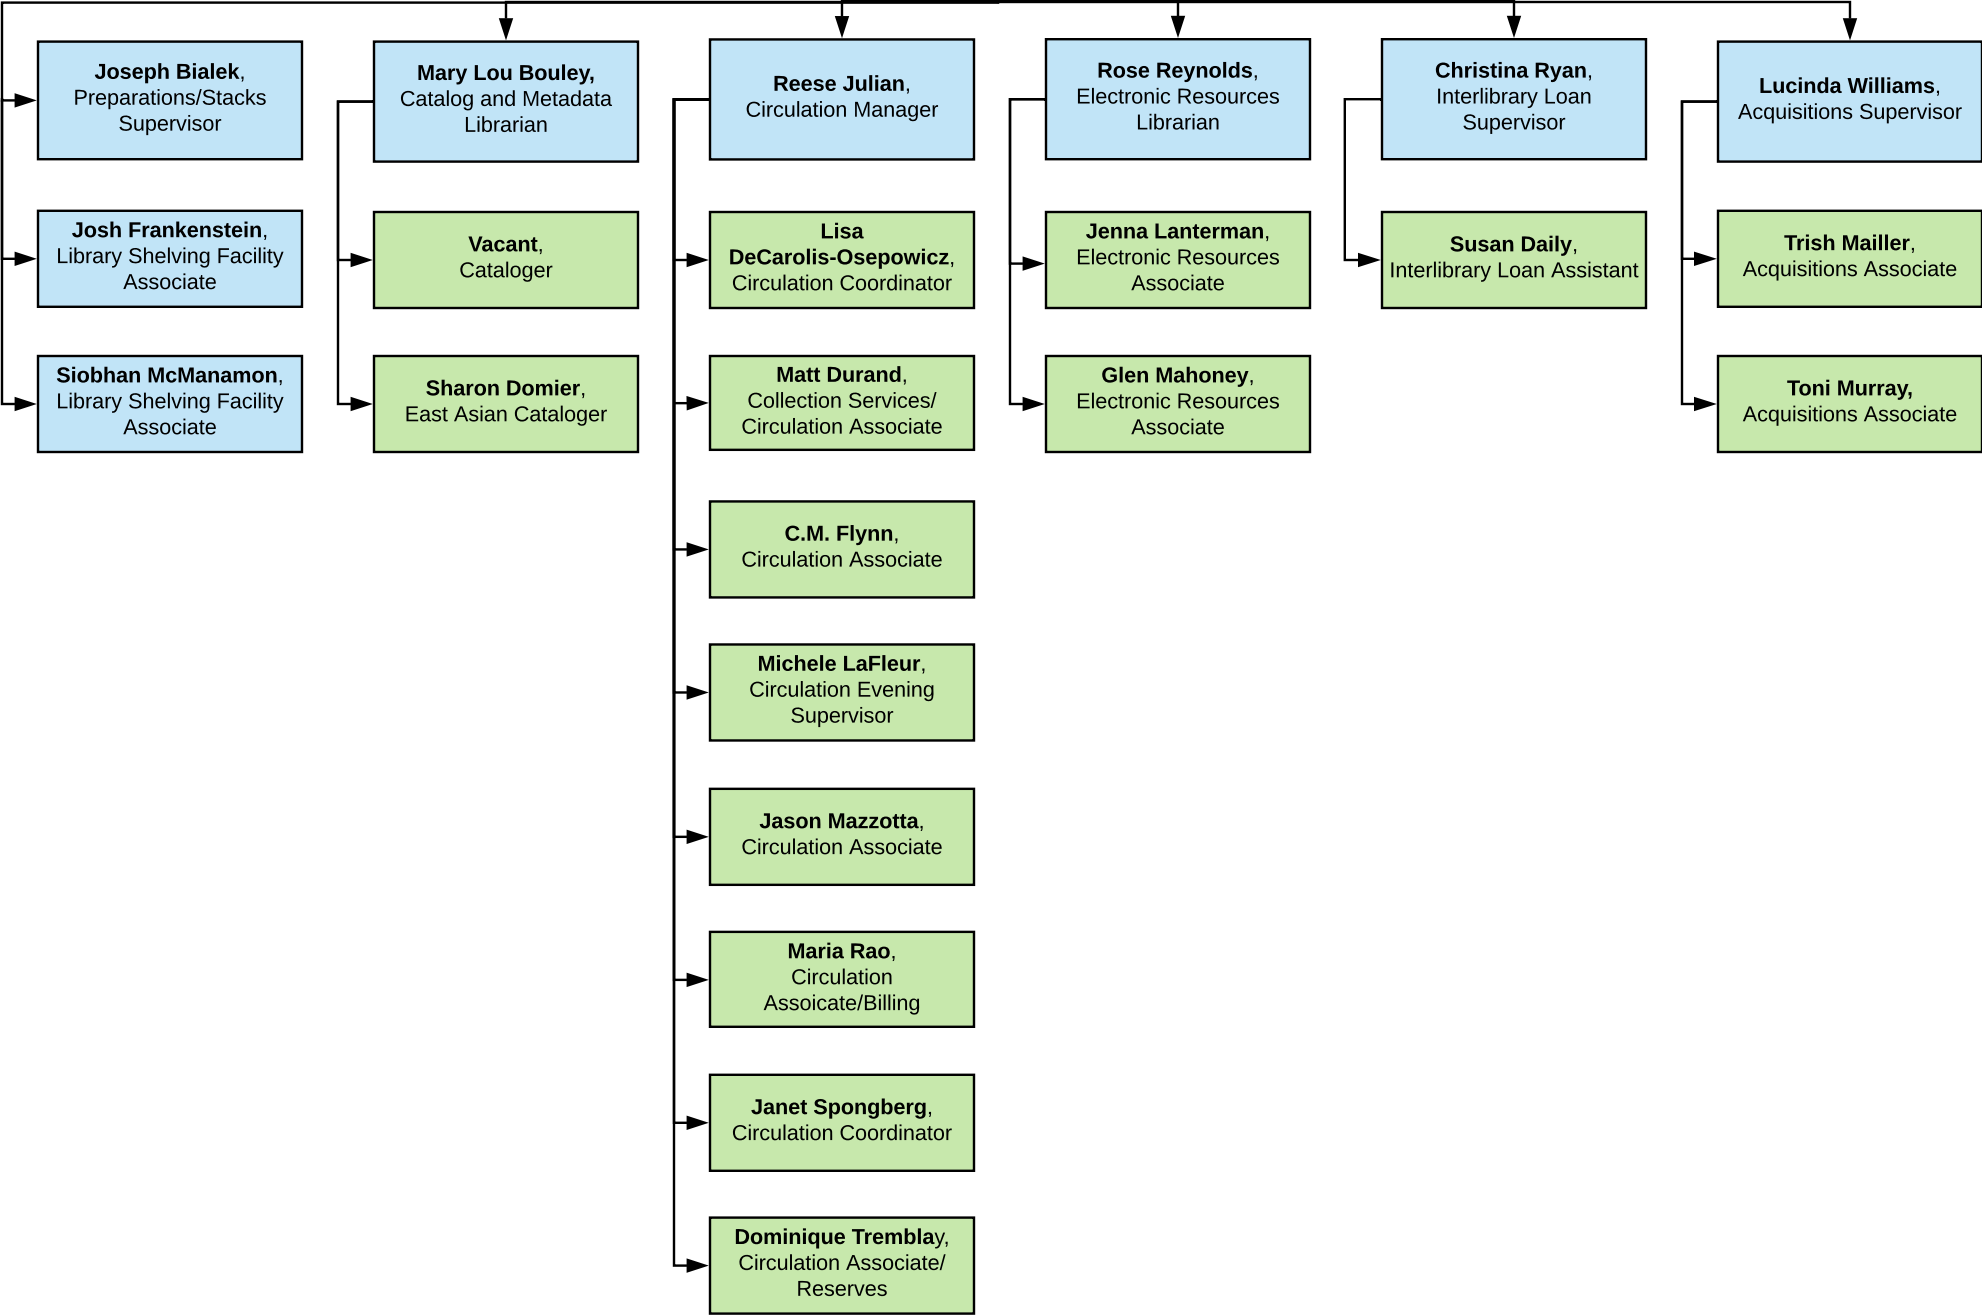 Joseph Bialek,
Preparations/Stacks
Supervisor
Josh Frankenstein,
Library Shelving Facility
Associate
Siobhan McManamon,
Library Shelving Facility
Associate
Mary Lou Bouley,
Catalog and Metadata
Librarian
Vacant,
Cataloger
Sharon Domier,
East Asian Cataloger
Reese Julian,
Circulation Manager
Lisa
DeCarolis-Osepowicz,
Circulation Coordinator
Matt Durand,
Collection Services/
Circulation Associate
C.M. Flynn,
Circulation Associate
Michele LaFleur,
Circulation Evening
Supervisor
Jason Mazzotta,
Circulation Associate
Maria Rao,
Circulation
Assoicate/Billing
Janet Spongberg,
Circulation Coordinator
Dominique Tremblay,
Circulation Associate/
Reserves
Rose Reynolds,
Electronic Resources
Librarian
Jenna Lanterman,
Electronic Resources
Associate
Glen Mahoney,
Electronic Resources
Associate
Christina Ryan,
Interlibrary Loan
Supervisor
Susan Daily,
Interlibrary Loan Assistant
Lucinda Williams,
Acquisitions Supervisor
Trish Mailler,
Acquisitions Associate
Toni Murray,
Acquisitions Associate